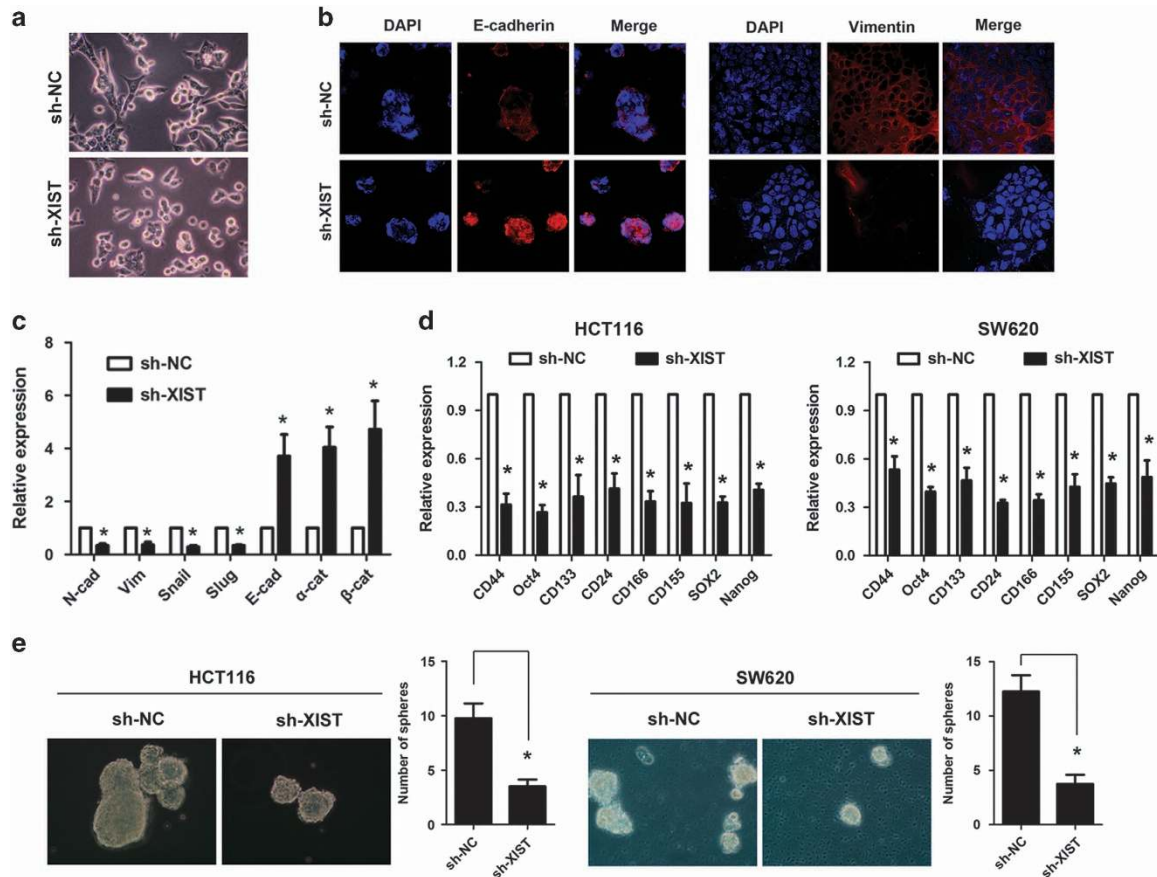 a
sh-NC
sh-XIST
b
DAPI E-cadherin Merge
DAPI Vimentin Merge
sh-NC
sh-XIST
c
Relative expression
8
6
4
2
0
sh-NC
sh-XIST
* * * * * * *
N-cad Vim Snail Slug E-cad α-cat β-cat
d
HCT116
Relative expression
1.2
0.9
0.6
0.3
0.0
sh-NC sh-XIST
* * * * * * * *
CD44 Oct4 CD133 CD24 CD166 CD155 SOX2 Nanog
SW620
Relative expression
1.2
0.9
0.6
0.3
0.0
sh-NC sh-XIST
* * * * * * * *
CD44 Oct4 CD133 CD24 CD166 CD155 SOX2 Nanog
e
HCT116
sh-NC sh-XIST
Number of spheres
15
10
5
0
*
sh-NC sh-XIST
SW620
sh-NC sh-XIST
Number of spheres
15
10
5
0
*
sh-NC sh-XIST